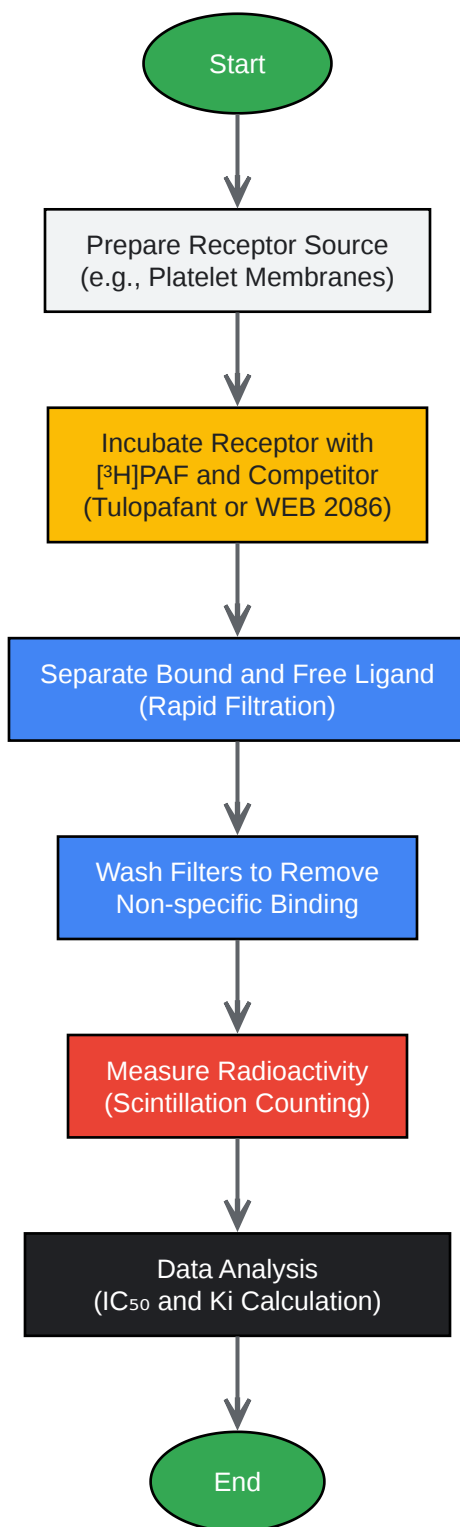 Start
Prepare Receptor Source
(e.g., Platelet Membranes)
Incubate Receptor with
[³H]PAF and Competitor
(Tulopafant or WEB 2086)
Separate Bound and Free Ligand
(Rapid Filtration)
Wash Filters to Remove
Non-specific Binding
Measure Radioactivity
(Scintillation Counting)
Data Analysis
(IC₅₀ and Ki Calculation)
End